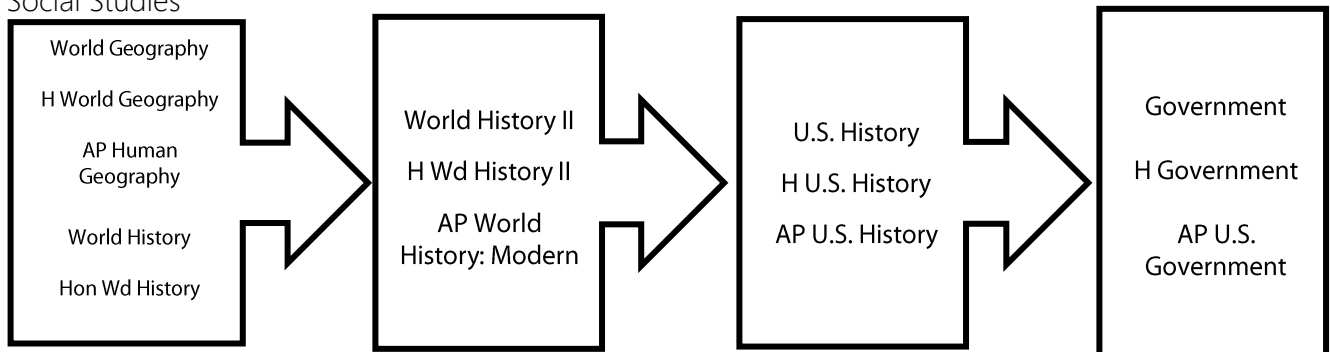 Social Studies
World Geography
H World Geography
AP Human
Geography
World History
Hon Wd History
World History II
H Wd History II
AP World
History: Modern
U.S. History
H U.S. History
AP U.S. History
Government
H Government
AP U.S.
Government